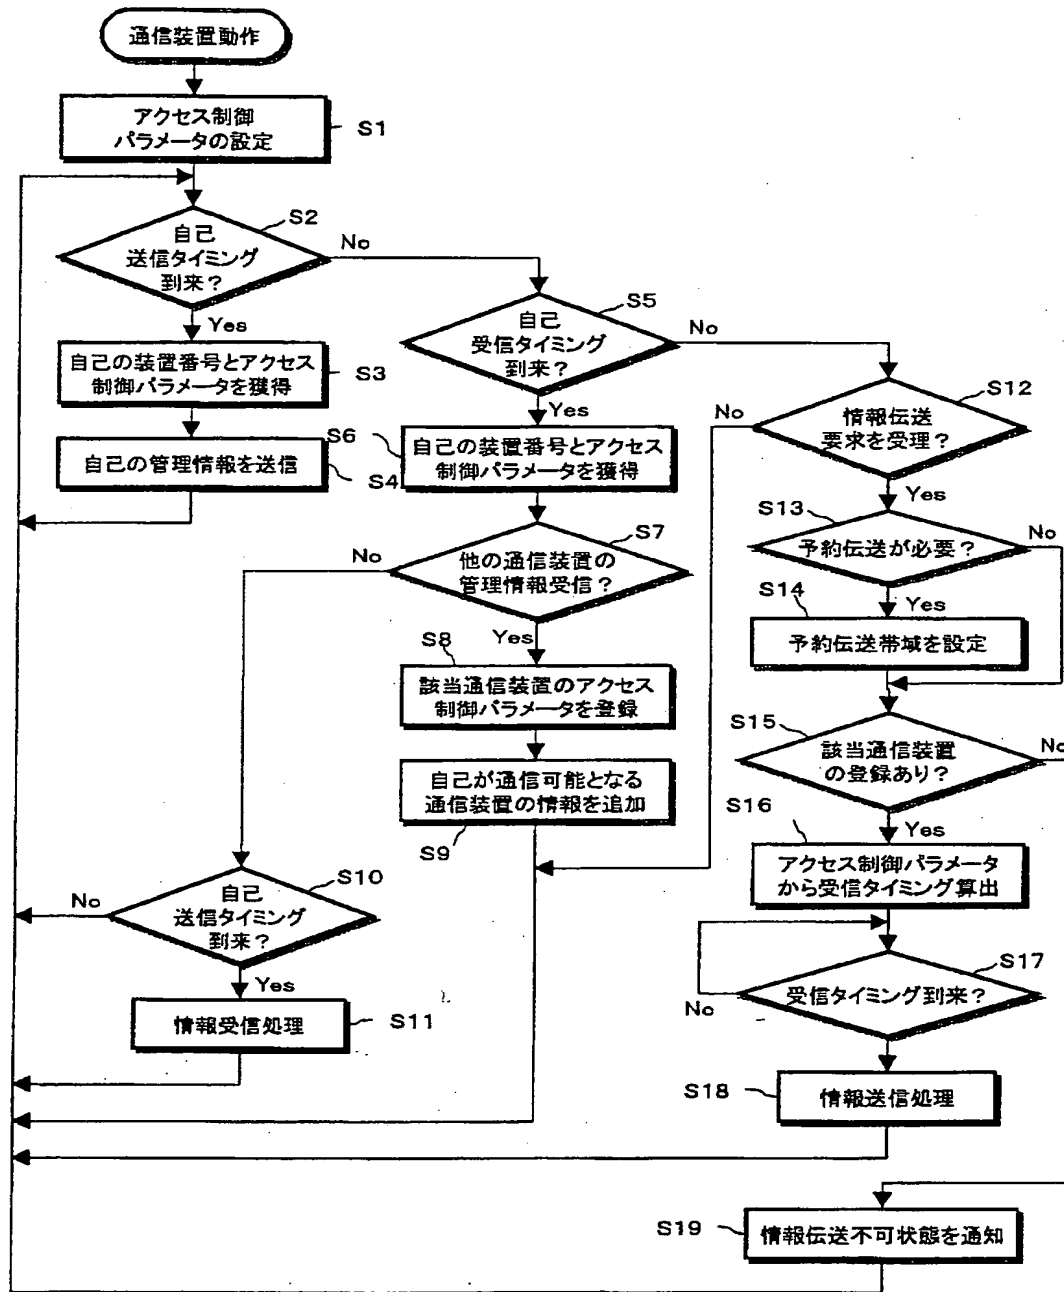 通信装置動作
アクセス制御
パラメータの設定
S1
自己
送信タイミング
到来?
S2
No
Yes
自己の装置番号とアクセス
制御パラメータを獲得
S3
自己の管理情報を送信
S4
自己
受信タイミング
到来?
S5
No
Yes
S6
自己の装置番号とアクセス
制御パラメータを獲得
他の通信装置の
管理情報受信?
S7
No
Yes
S8
該当通信装置のアクセス
制御パラメータを登録
自己が通信可能となる
通信装置の情報を追加
S9
自己
送信タイミング
到来?
S10
No
Yes
情報受信処理
S11
情報伝送
要求を受理?
S12
No
Yes
S13
予約伝送が必要?
No
Yes
S14
予約伝送帯域を設定
S15
該当通信装置
の登録あり?
No
Yes
S16
アクセス制御パラメータ
から受信タイミング算出
S17
受信タイミング到来?
No
S18
情報送信処理
S19
情報伝送不可状態を通知